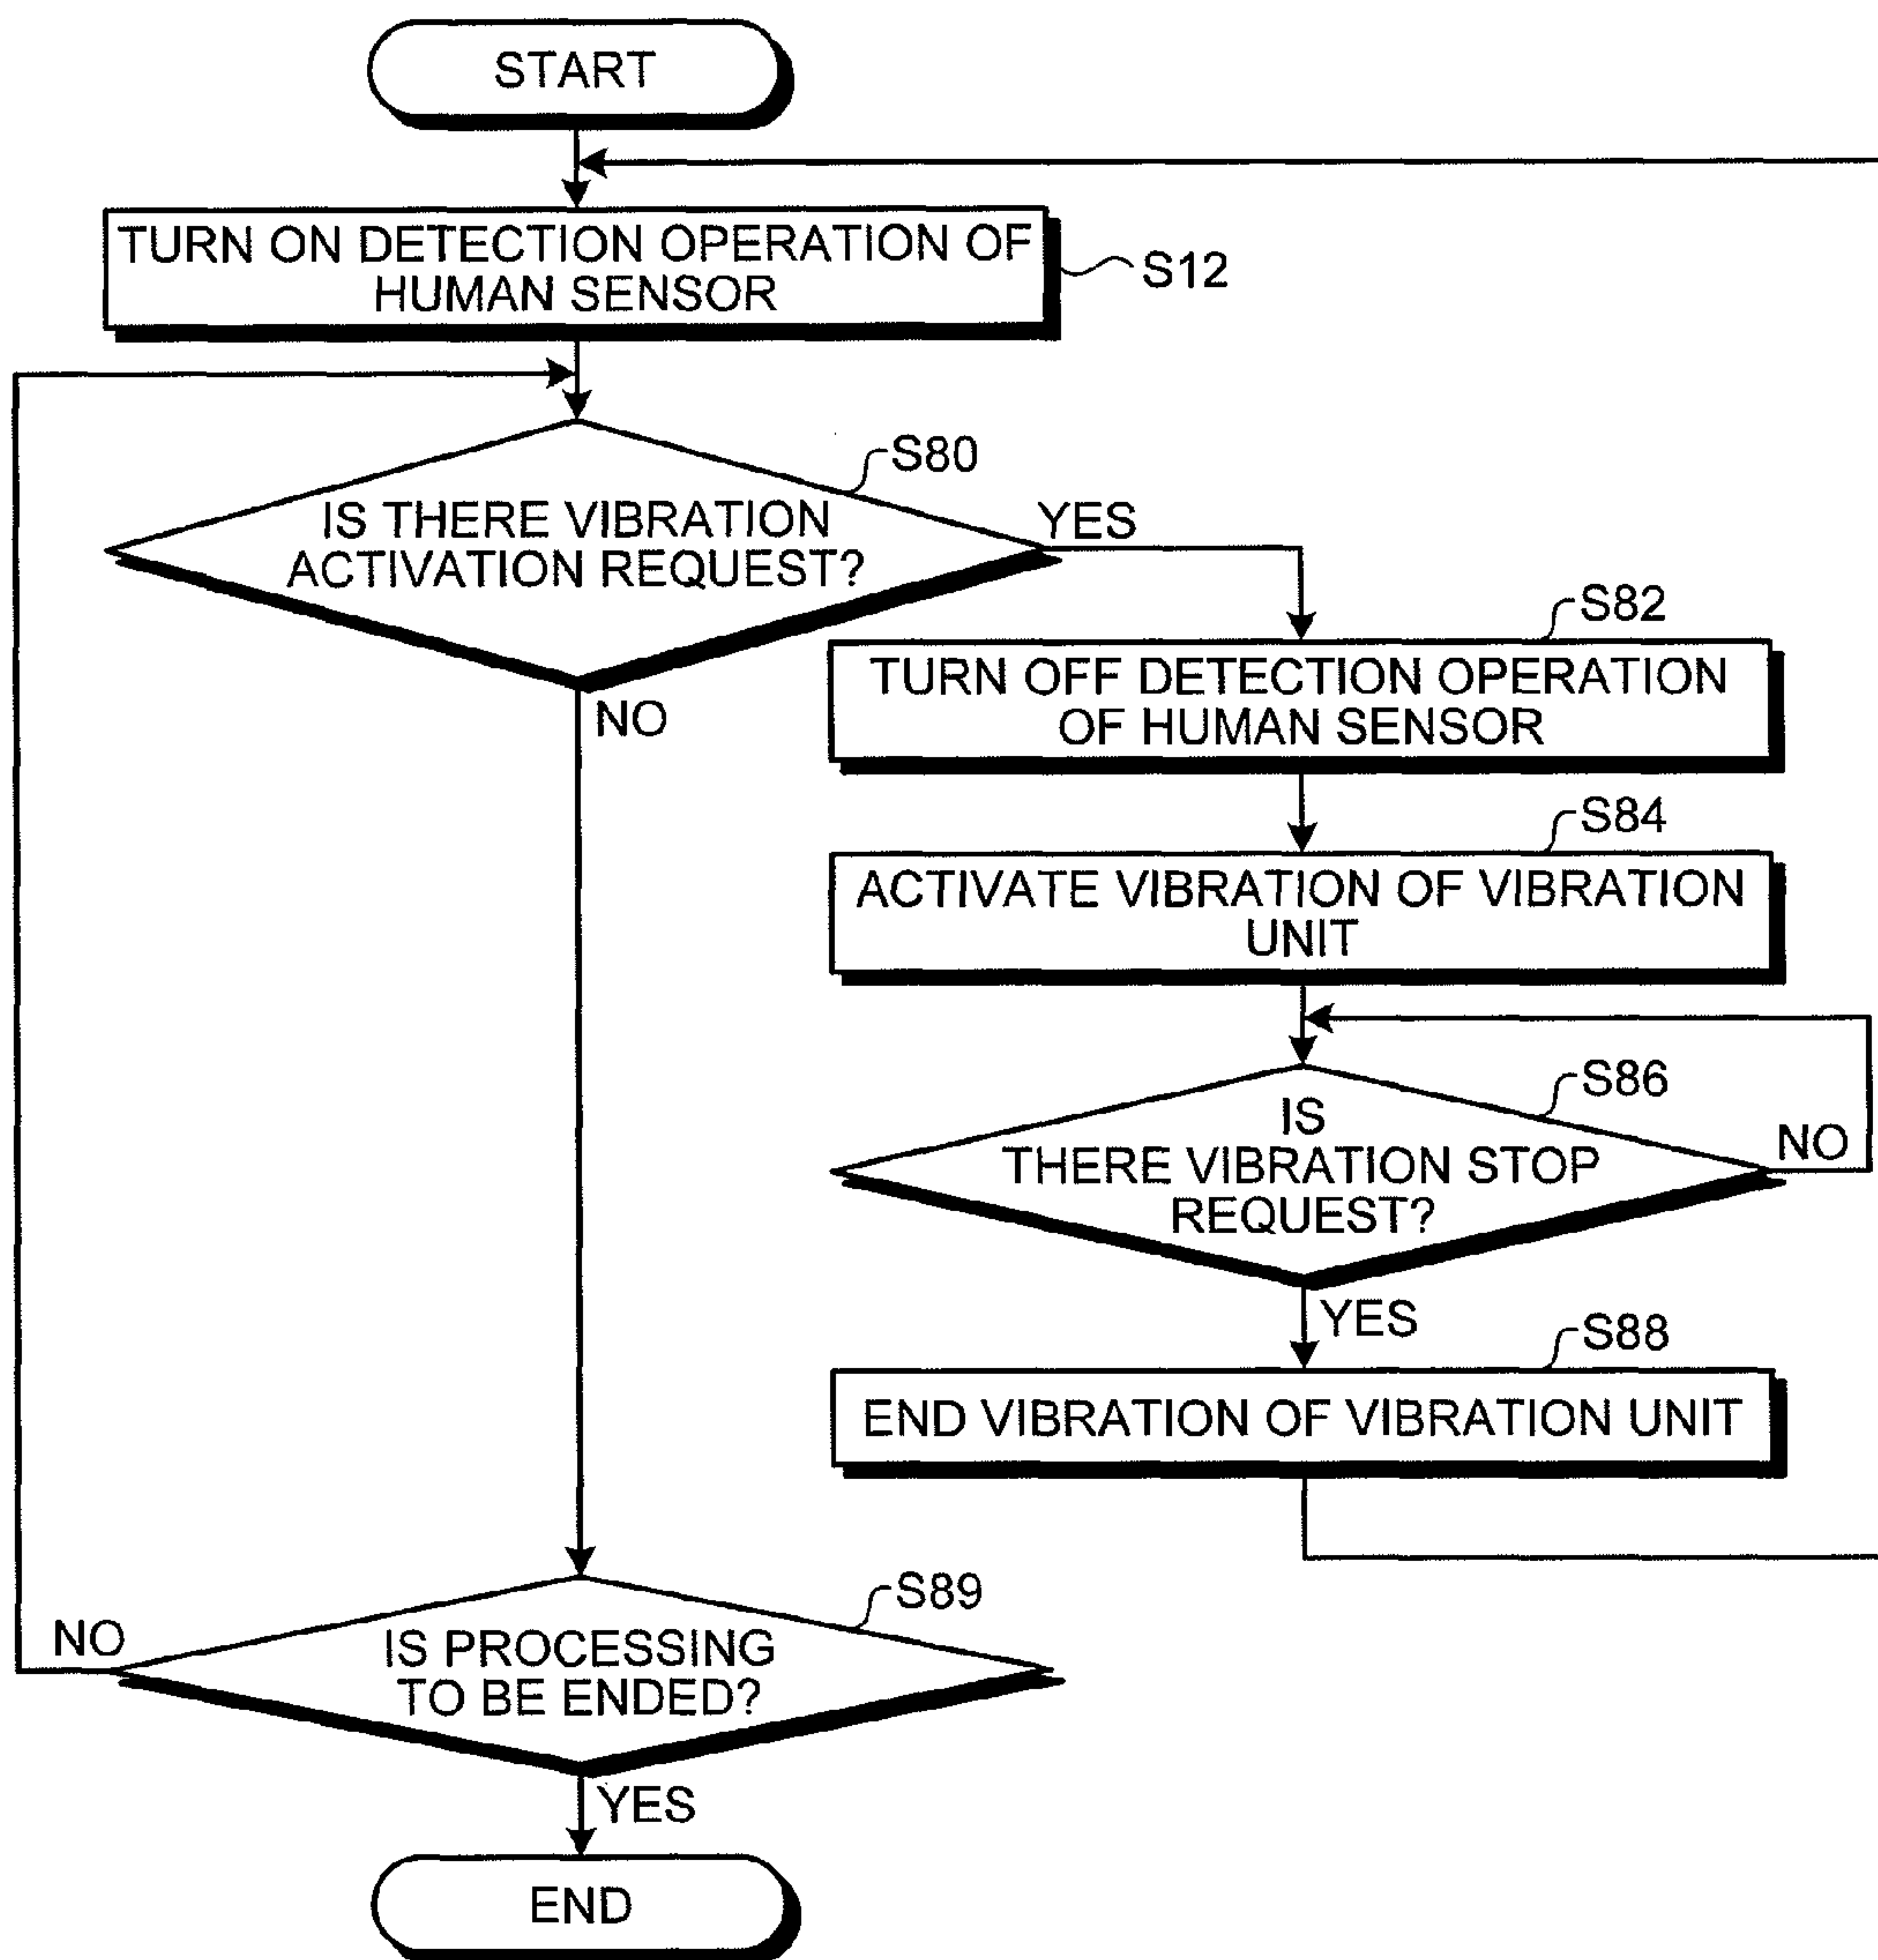 START
TURN ON DETECTION OPERATION OF
HUMAN SENSOR
S12
S80
IS THERE VIBRATION
ACTIVATION REQUEST?
YES
NO
S82
TURN OFF DETECTION OPERATION
OF HUMAN SENSOR
S84
ACTIVATE VIBRATION OF VIBRATION
UNIT
S86
IS
THERE VIBRATION STOP
REQUEST?
NO
YES
S88
END VIBRATION OF VIBRATION UNIT
S89
NO
IS PROCESSING
TO BE ENDED?
YES
END